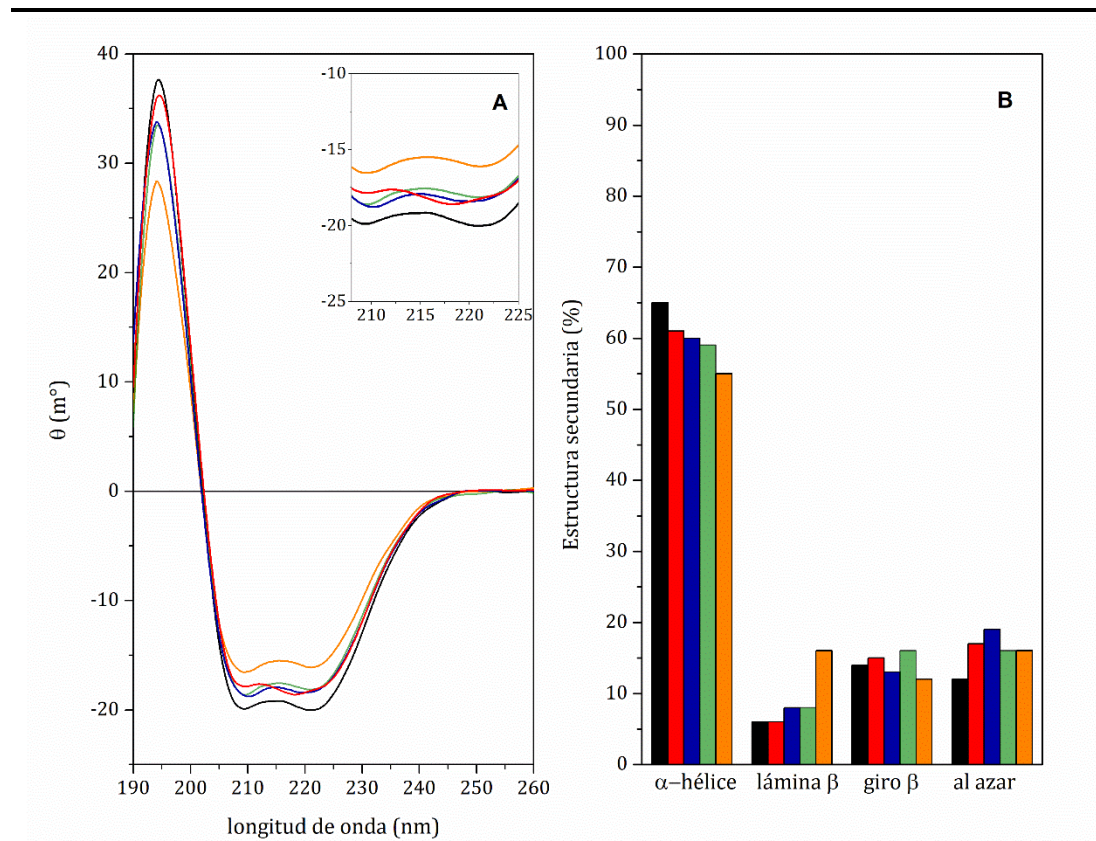 A
θ (m°)
40
30
20
10
0
-10
-20
190 200 210 220 230 240 250 260
longitud de onda (nm)
-10
-15
-20
-25
210 215 220 225
B
Estructura secundaria (%)
100
90
80
70
60
50
40
30
20
10
0
α−hélice lámina β giro β al azar